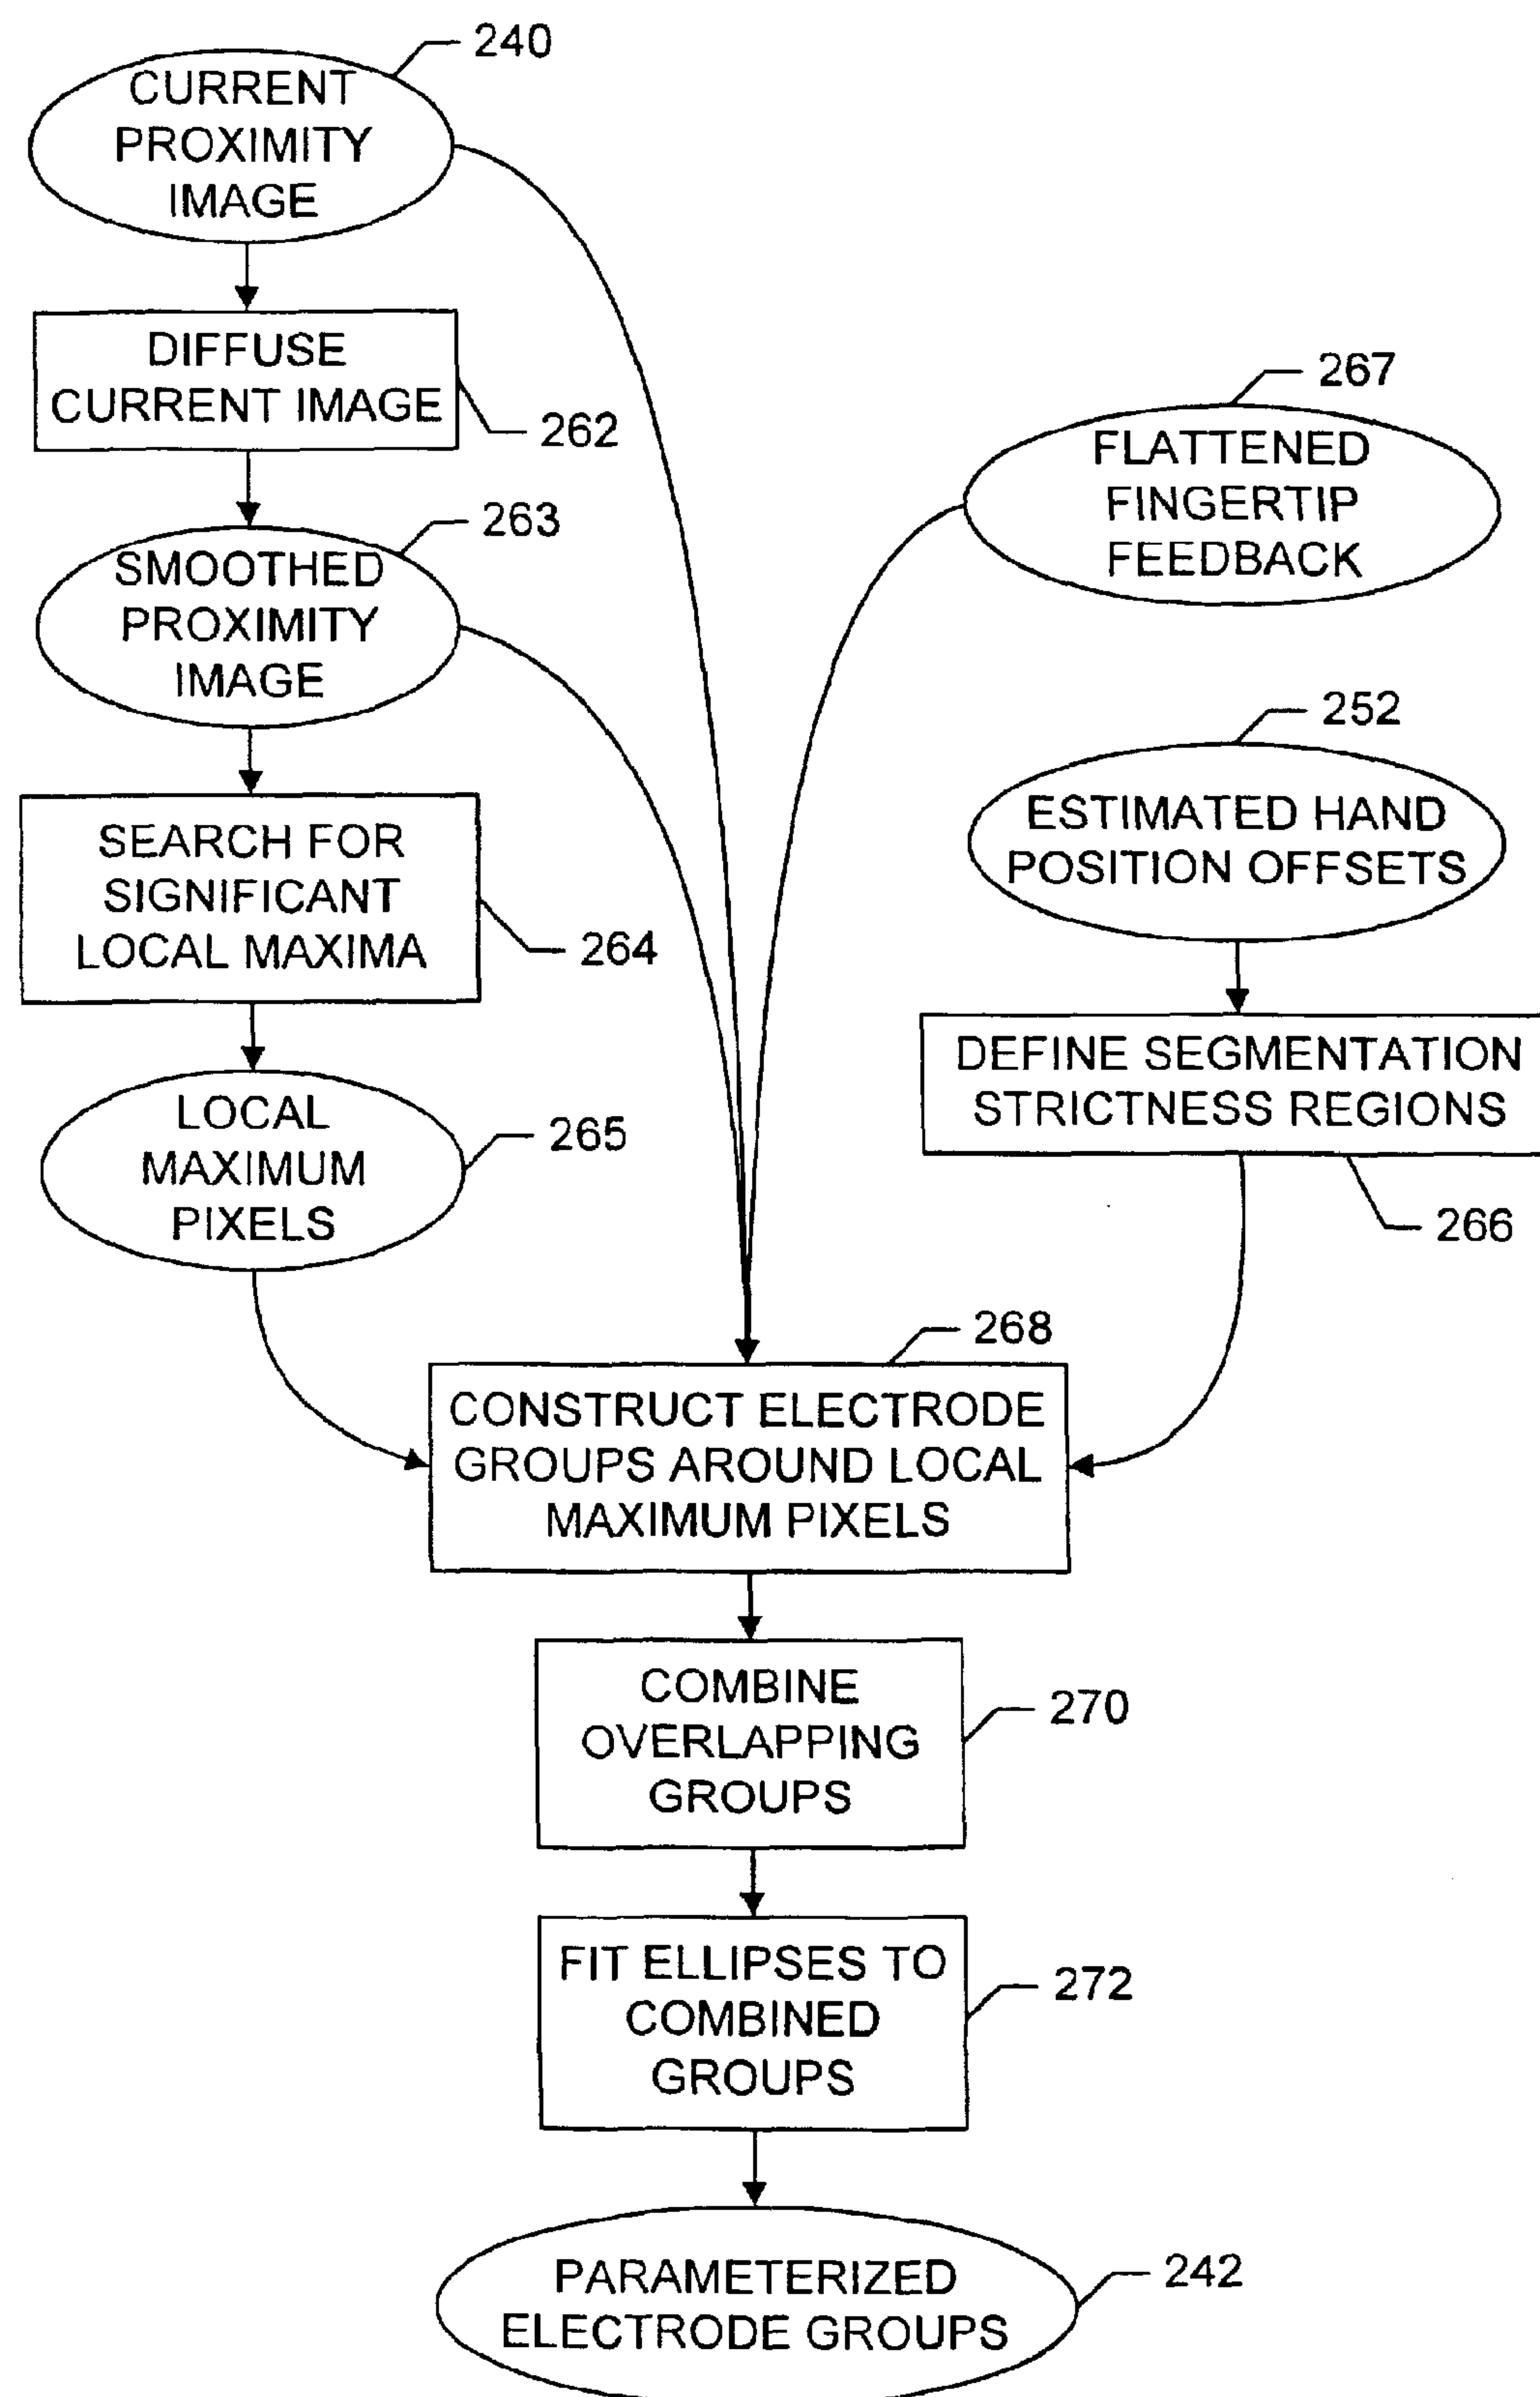 240
CURRENT
PROXIMITY
IMAGE
DIFFUSE
CURRENT IMAGE
262
263
SMOOTHED
PROXIMITY
IMAGE
SEARCH FOR
SIGNIFICANT
LOCAL MAXIMA
264
LOCAL
MAXIMUM
PIXELS
265
267
FLATTENED
FINGERTIP
FEEDBACK
252
ESTIMATED HAND
POSITION OFFSETS
DEFINE SEGMENTATION
STRICTNESS REGIONS
266
268
CONSTRUCT ELECTRODE
GROUPS AROUND LOCAL
MAXIMUM PIXELS
COMBINE
OVERLAPPING
GROUPS
270
FIT ELLIPSES TO
COMBINED
GROUPS
272
PARAMETERIZED
ELECTRODE GROUPS
242